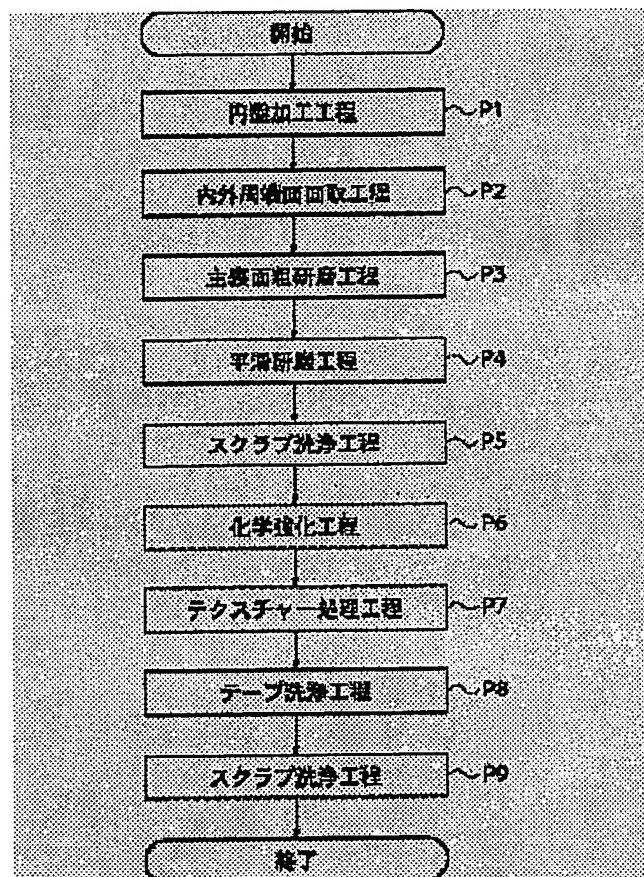 開始
円盤加工工程 P1
内外周端面面取工程 P2
主表面粗研磨工程 P3
平滑研磨工程 P4
スクラブ洗浄工程 P5
化学強化工程 P6
テクスチャー処理工程 P7
テープ洗浄工程 P8
スクラブ洗浄工程 P9
終了